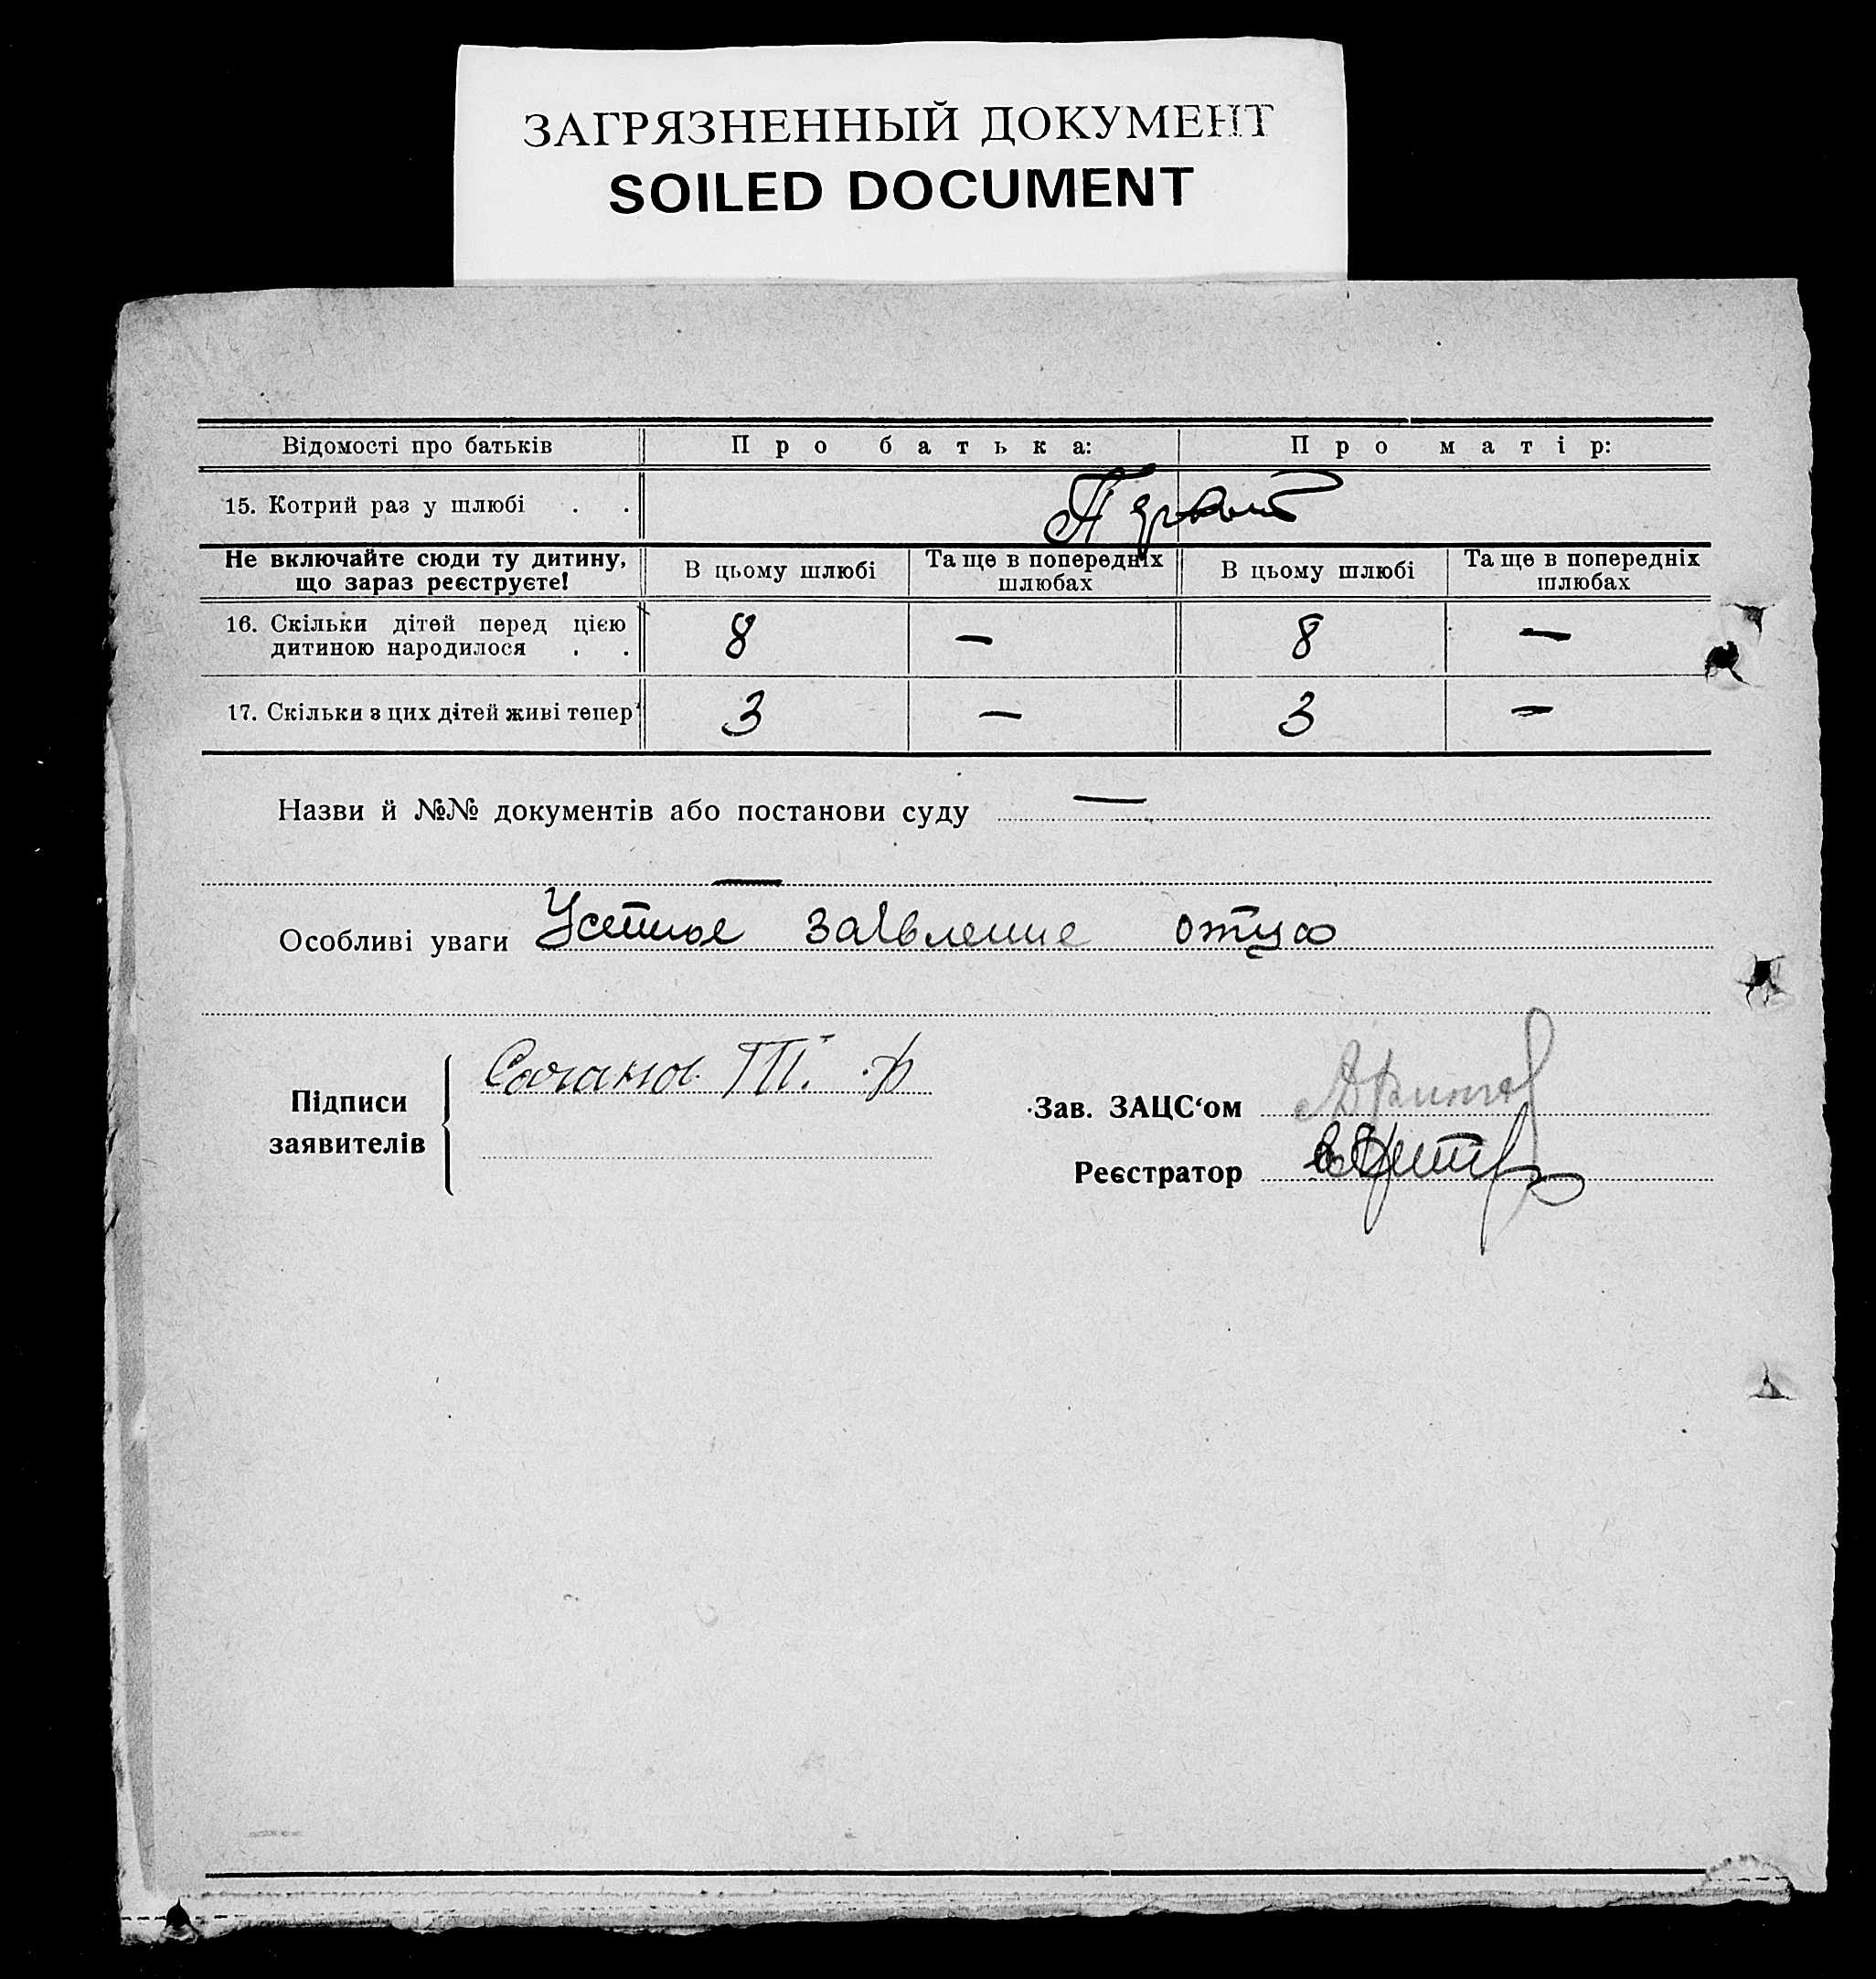 ЗАГРЯЗНЕННЫЙ ДОКУМЕНТ
SOILED DOCUMENT
Відомості про батьків Про батька: Про матір:
15. Котрий раз у шлюбі . .
Не включайте сюди ту дитину, що зараз реєструєте! В цьому шлюбі Та ще в попередніх шлюбах В цьому шлюбі Та ще в попередніх шлюбах
16. Скільки дітей перед цією
дитиною народилося . . 8 — 8 —
17. Скільки з цих дітей живі тепер 3 — 3 —
Назви й №№ документів або постанови суду —
—
Особливі уваги Устное заявление отца
Підписи
заявителів
Зав. ЗАЦС‘ом
Реєстратор